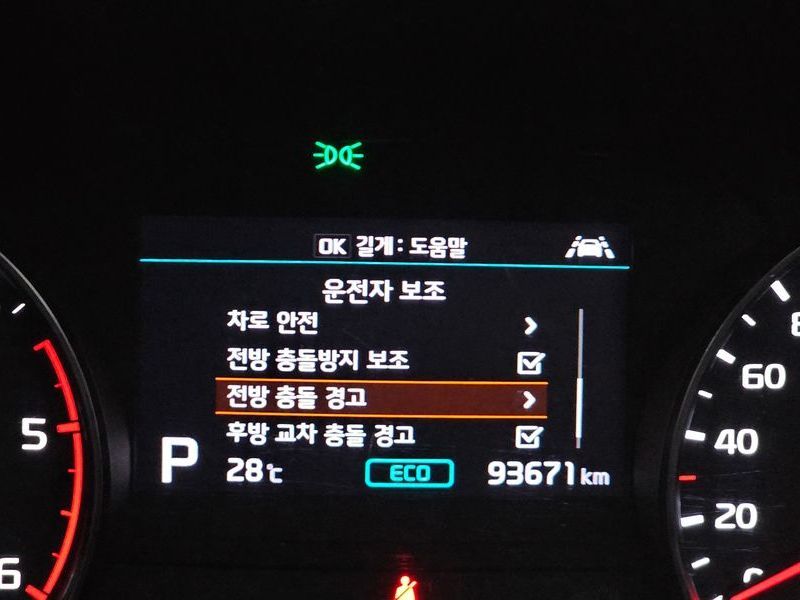 OK 길게 : 도움말
운전자 보조
차로 안전
전방 충돌방지 보조
전방 충돌 경고
후방 교차 충돌 경고
P
28℃
ECO
93671 km
5
6
60
40
20